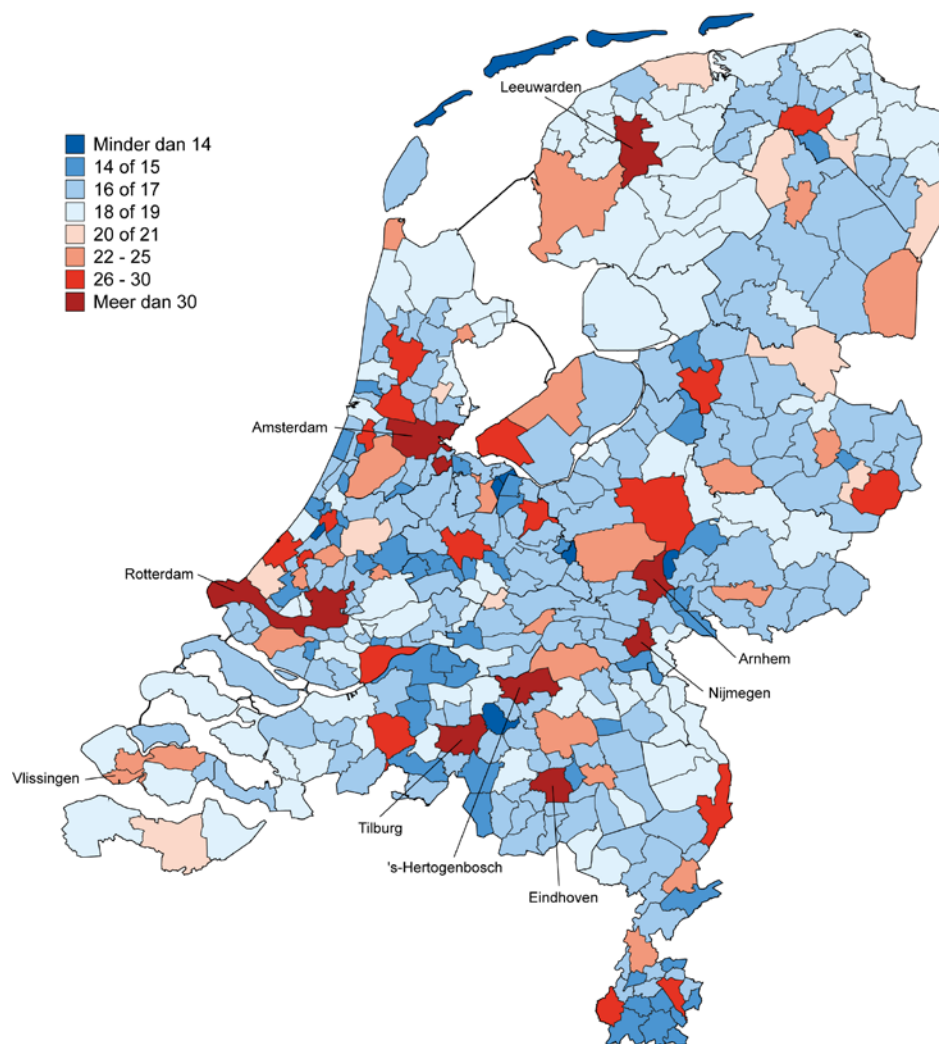 Leeuwarden
Minder dan 14
14 of 15
16 of 17
18 of 19
20 of 21
22 - 25
26 - 30
Meer dan 30
Amsterdam
Rotterdam
Arnhem
Nijmegen
Vlissingen
Tilburg
's-Hertogenbosch
Eindhoven